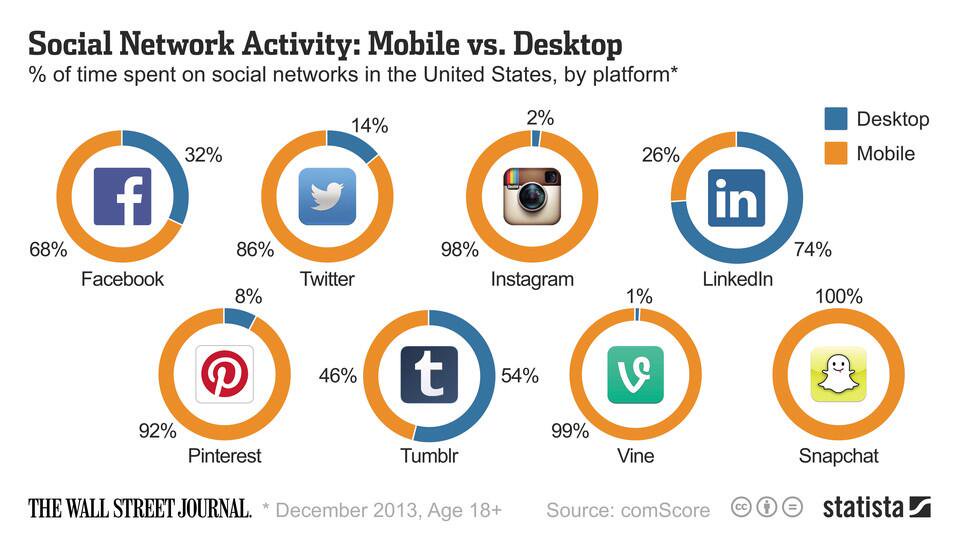 Social Network Activity: Mobile vs. Desktop
% of time spent on social networks in the United States, by platform*
Desktop
Mobile
32%
68%
f
Facebook
14%
86%
Twitter
2%
98%
Instagram
26%
74%
in
LinkedIn
8%
92%
P
Pinterest
46%
54%
t
Tumblr
1%
99%
V
Vine
100%
Snapchat
THE WALL STREET JOURNAL. * December 2013, Age 18+ Source: comScore cc = statista